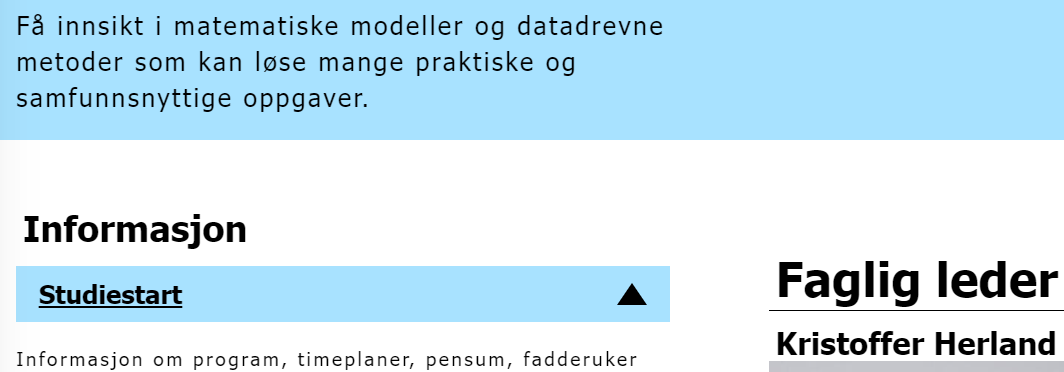 Få innsikt i matematiske modeller og datadrevne
metoder som kan løse mange praktiske og
samfunnsnyttige oppgaver.
Informasjon
Studiestart
Informasjon om program, timeplaner, pensum, fadderuker
Faglig leder
Kristoffer Herland